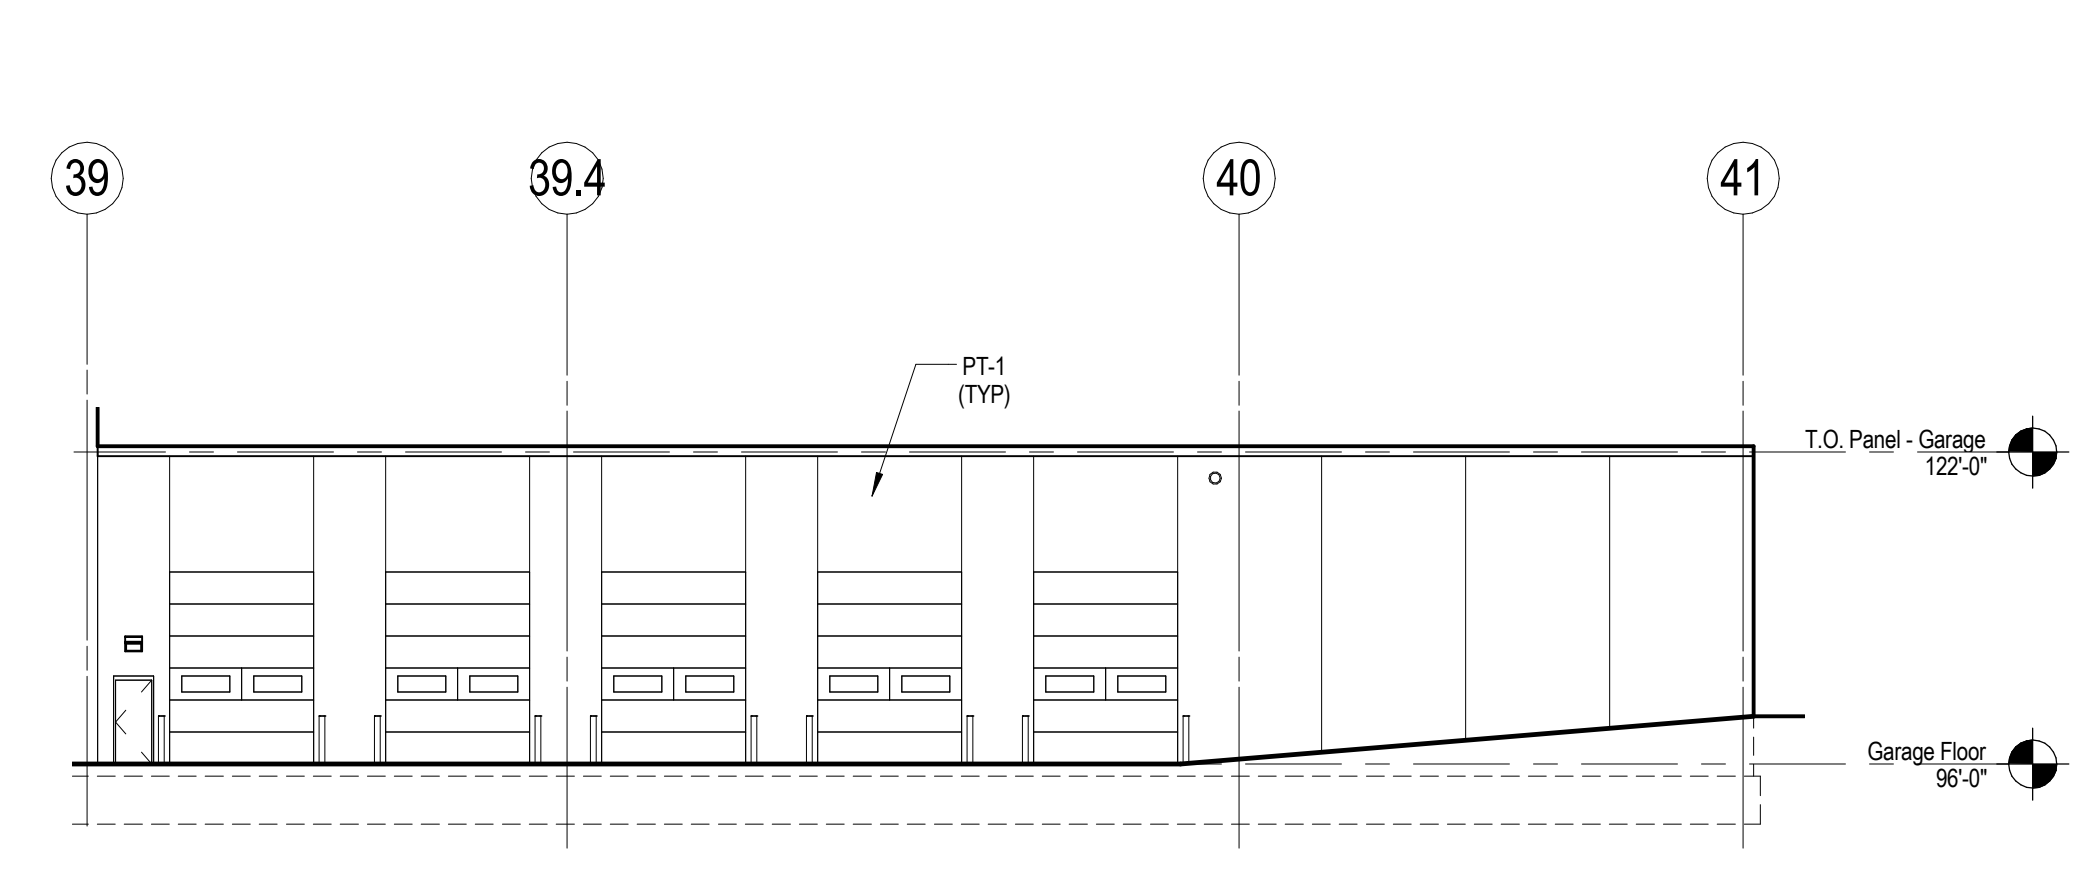 39
39.4
40
41
PT-1
(TYP)
T.O. Panel - Garage
122'-0"
Garage Floor
96'-0"